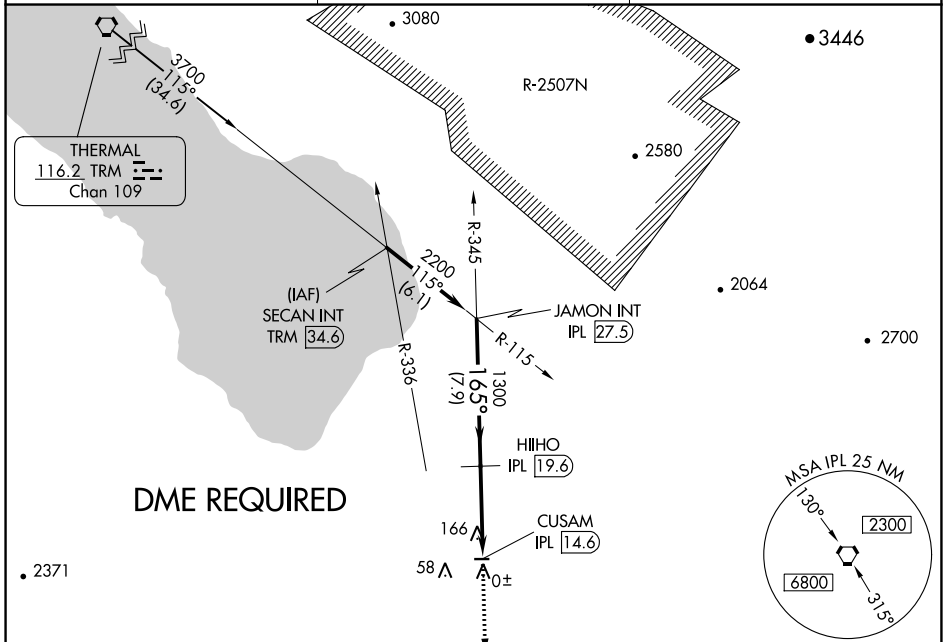 3080
3446
3700
115°
(34.6)
R-2507N
2580
THERMAL
116.2 TRM
Chan 109
R-345
2200
115°
(6.1)
(IAF)
SECAN INT
TRM 34.6
2064
JAMON INT
IPL 27.5
R-115
2700
R-336
1300
165°
(7.9)
HIIHO
IPL 19.6
DME REQUIRED
MSA IPL 25 NM
130°
2300
6800
315°
166
CUSAM
IPL 14.6
2371
58
0±